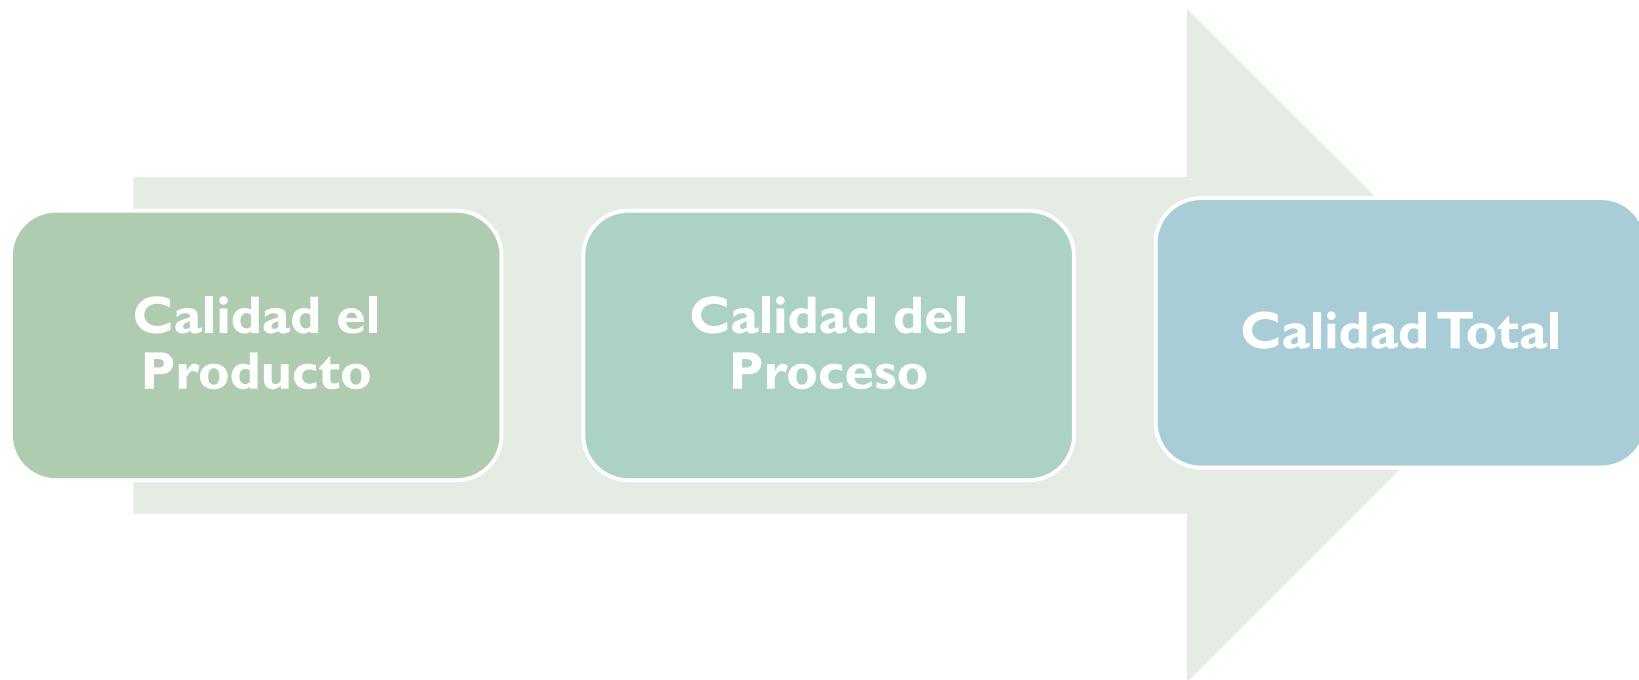 Calidad el
Producto
Calidad del
Proceso
Calidad Total